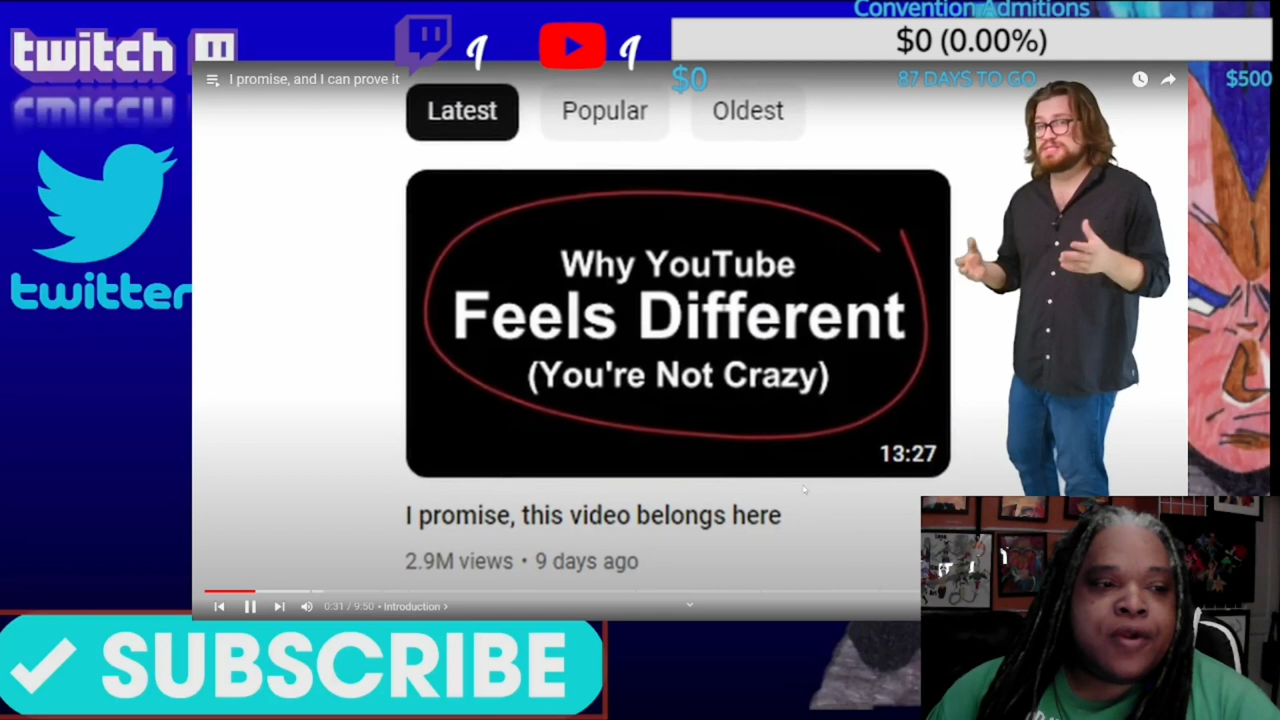 Convention Admitions
twitch
$0 (0.00%)
I promise, and I can prove it
$0
87 DAYS TO GO
$500
Latest
Popular
Oldest
Why YouTube
Feels Different
(You're Not Crazy)
13:27
twitter
I promise, this video belongs here
2.9M views • 9 days ago
0:31 / 9:50 • Introduction >
SUBSCRIBE